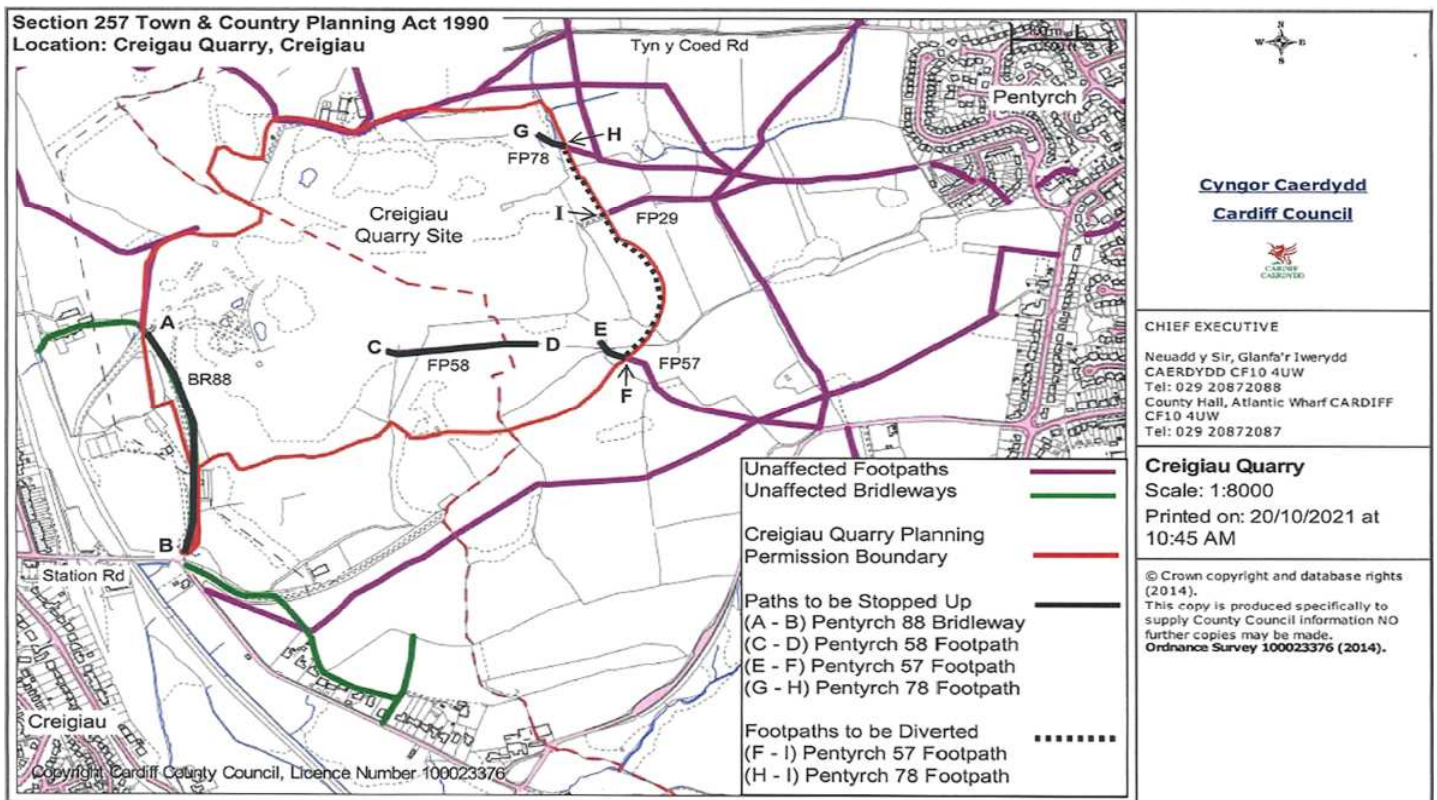 Section 257 Town & Country Planning Act 1990
Location: Creigau Quarry, Creigiau
Tyn y Coed Rd
Pentyrch
G
H
FP78
Creigiau
Quarry Site
I
FP29
A
E
C
D
FP58
FP57
BR88
F
B
Station Rd
Creigiau
Copyright Cardiff County Council, Licence Number 100023376
Unaffected Footpaths
Unaffected Bridleways
Creigiau Quarry Planning
Permission Boundary
Paths to be Stopped Up
(A - B) Pentyrch 88 Bridleway
(C - D) Pentyrch 58 Footpath
(E - F) Pentyrch 57 Footpath
(G - H) Pentyrch 78 Footpath
Footpaths to be Diverted
(F - I) Pentyrch 57 Footpath
(H - I) Pentyrch 78 Footpath
N
W E
S
Cyngor Caerdydd
Cardiff Council
CARDIFF
CAERDYDD
CHIEF EXECUTIVE
Neuadd y Sir, Glanfa'r Iwerydd
CAERDYDD CF10 4UW
Tel: 029 20872088
County Hall, Atlantic Wharf CARDIFF
CF10 4UW
Tel: 029 20872087
Creigiau Quarry
Scale: 1:8000
Printed on: 20/10/2021 at
10:45 AM
© Crown copyright and database rights
(2014).
This copy is produced specifically to
supply County Council information NO
further copies may be made.
Ordnance Survey 100023376 (2014).